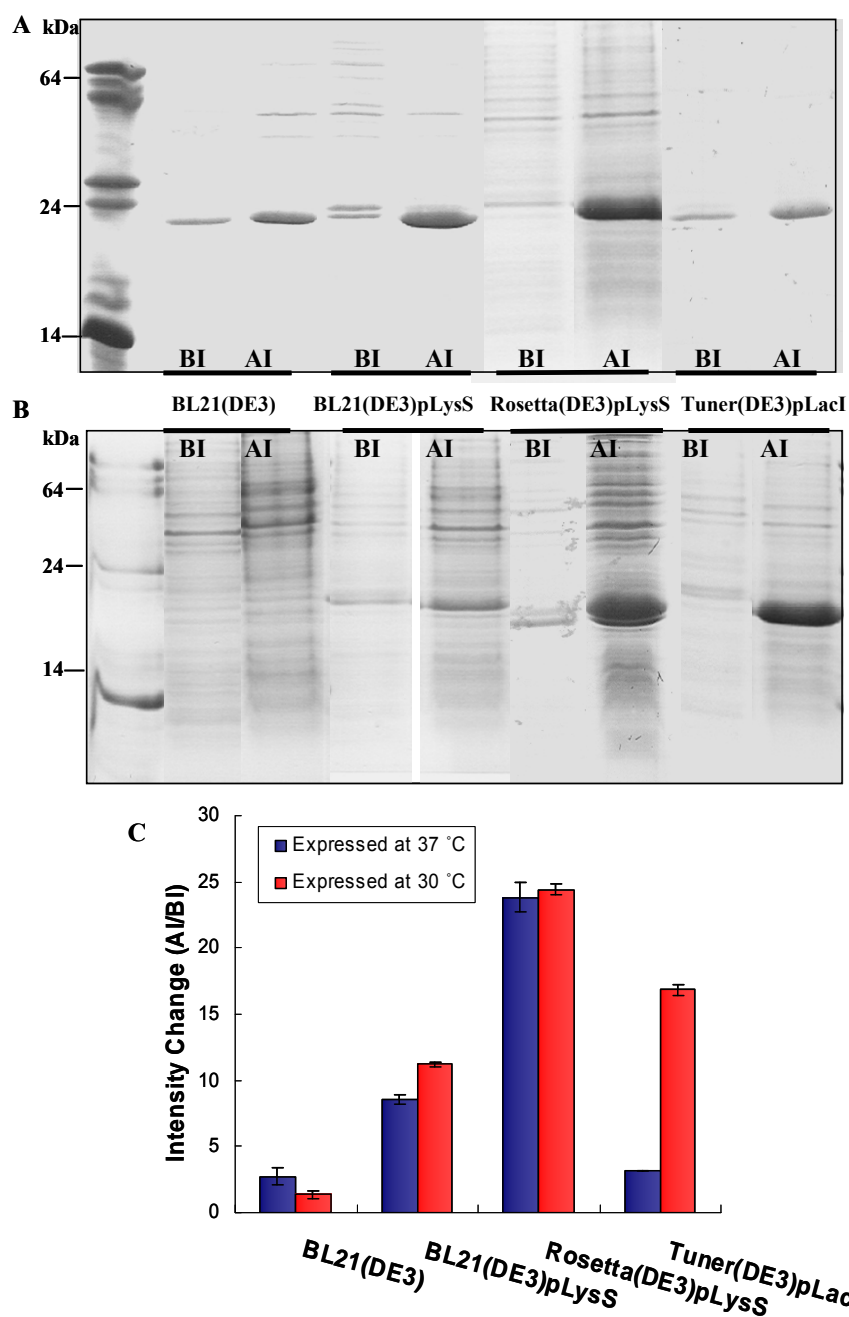 A
kDa
64
24
14
BI AI BI AI BI AI BI AI
BL21(DE3) BL21(DE3)pLysS Rosetta(DE3)pLysS Tuner(DE3)pLacI
B
kDa
BI AI BI AI BI AI BI AI
64
24
14
C
30
25
20
15
10
5
0
Intensity Change (AI/BI)
Expressed at 37 ˚C
Expressed at 30 ˚C
BL21(DE3)
BL21(DE3)pLysS
Rosetta(DE3)pLysS
Tuner(DE3)pLac